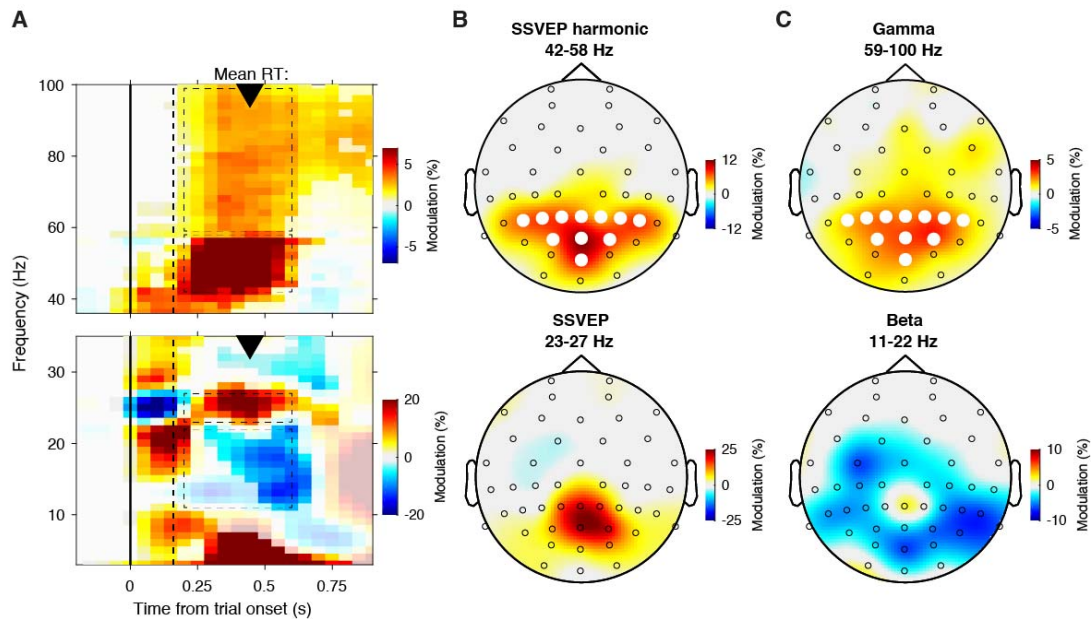 A
Mean RT:
100
80
60
40
5
0
-5
Modulation (%)
30
20
10
20
0
-20
Modulation (%)
Frequency (Hz)
0
0.25
0.5
0.75
Time from trial onset (s)
B
SSVEP harmonic
42-58 Hz
12
0
-12
Modulation (%)
SSVEP
23-27 Hz
25
0
-25
Modulation (%)
C
Gamma
59-100 Hz
5
0
-5
Modulation (%)
Beta
11-22 Hz
10
0
-10
Modulation (%)